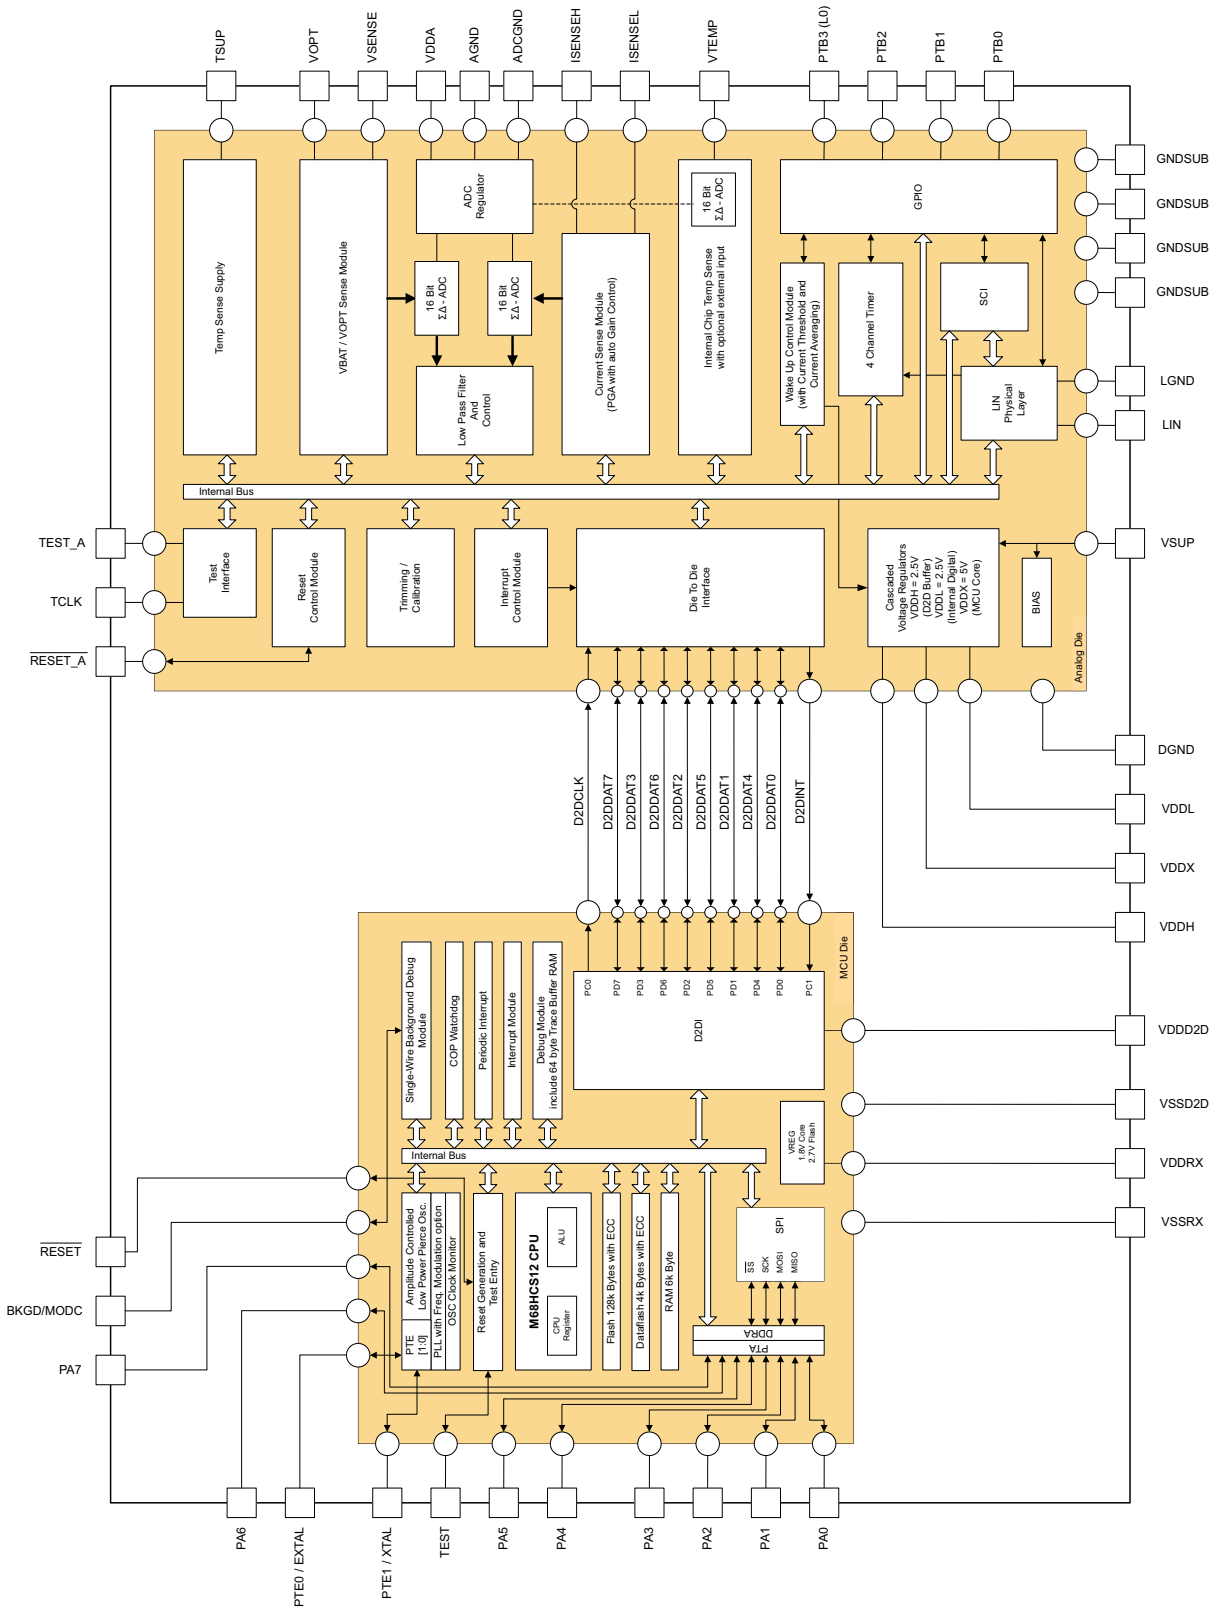 TSUP
VOPT
VSENSE
VDDA
AGND
ADCGND
ISENSEH
ISENSEL
VTEMP
PTB3 (L0)
PTB2
PTB1
PTB0
Temp Sense Supply
VBAT / VOPT Sense Module
ADC
Regulator
16 Bit
ΣΔ - ADC
16 Bit
ΣΔ - ADC
Low Pass Filter
And
Control
Current Sense Module
(PGA with auto Gain Control)
16 Bit
ΣΔ - ADC
Internal Chip Temp Sense
with optional external input
GPIO
Wake Up Control Module
(with Current Threshold and
Current Averaging)
4 Channel Timer
SCI
LIN
Physical
Layer
GNDSUB
GNDSUB
GNDSUB
GNDSUB
LGND
LIN
Internal Bus
TEST_A
TCLK
RESET_A
Test
Interface
Reset
Control Module
Trimming /
Calibration
Interrupt
Control Module
Die To Die
Interface
Cascaded
Voltage Regulators
VDDH = 2.5V
(D2D Buffer)
VDDL = 2.5V
(Internal Digital)
VDDX = 5V
(MCU Core)
BIAS
Analog Die
VSUP
D2DCLK
D2DDAT7
D2DDAT3
D2DDAT6
D2DDAT2
D2DDAT5
D2DDAT1
D2DDAT4
D2DDAT0
D2DINT
DGND
VDDL
VDDX
VDDH
MCU Die
Single-Wire Background Debug
Module
COP Watchdog
Periodic Interrupt
Interrupt Module
Debug Module
include 64 byte Trace Buffer RAM
PC0
PD7
PD3
PD6
PD2
PD5
PD1
PD4
PD0
PC1
D2DI
VREG
1.8V Core
2.7V Flash
VDDD2D
VSSD2D
VDDRX
VSSRX
Internal Bus
RESET
BKGD/MODC
PA7
Amplitude Controlled
Low Power Pierce Osc.
PTE
[1:0]
PLL with Freq. Modulation option
OSC Clock Monitor
Reset Generation and
Test Entry
M68HCS12 CPU
ALU
CPU
Register
Flash 128k Bytes with ECC
Dataflash 4k Bytes with ECC
RAM 6k Byte
SPI
SS
SCK
MOSI
MISO
DDRA
PTA
PA6
PTE0 / EXTAL
PTE1 / XTAL
TEST
PA5
PA4
PA3
PA2
PA1
PA0